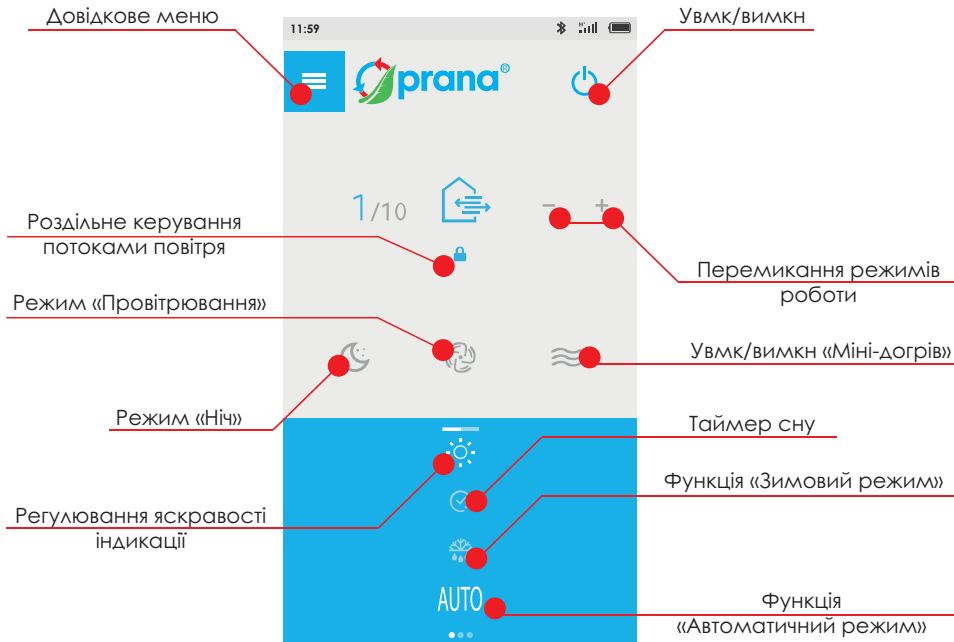 Довідкове меню
Увмк/вимкн
11:59
prana®
1/10
- +
Роздільне керування
потоками повітря
Перемикання режимів
роботи
Режим «Провітрювання»
Увмк/вимкн «Міні-догрів»
Режим «Ніч»
Таймер сну
Функція «Зимовий режим»
Регулювання яскравості
індикації
AUTO
Функція
«Автоматичний режим»